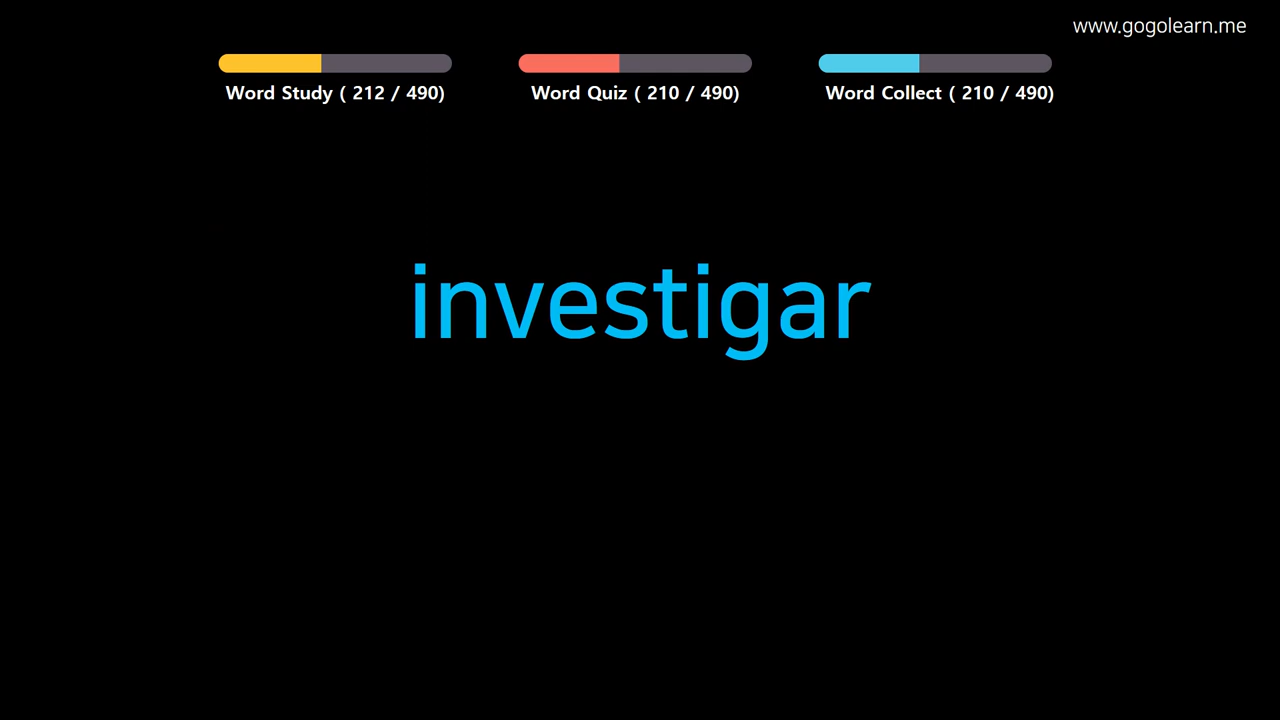 www.gogolearn.me
Word Study ( 212 / 490)
Word Quiz ( 210 / 490)
Word Collect ( 210 / 490)
investigar